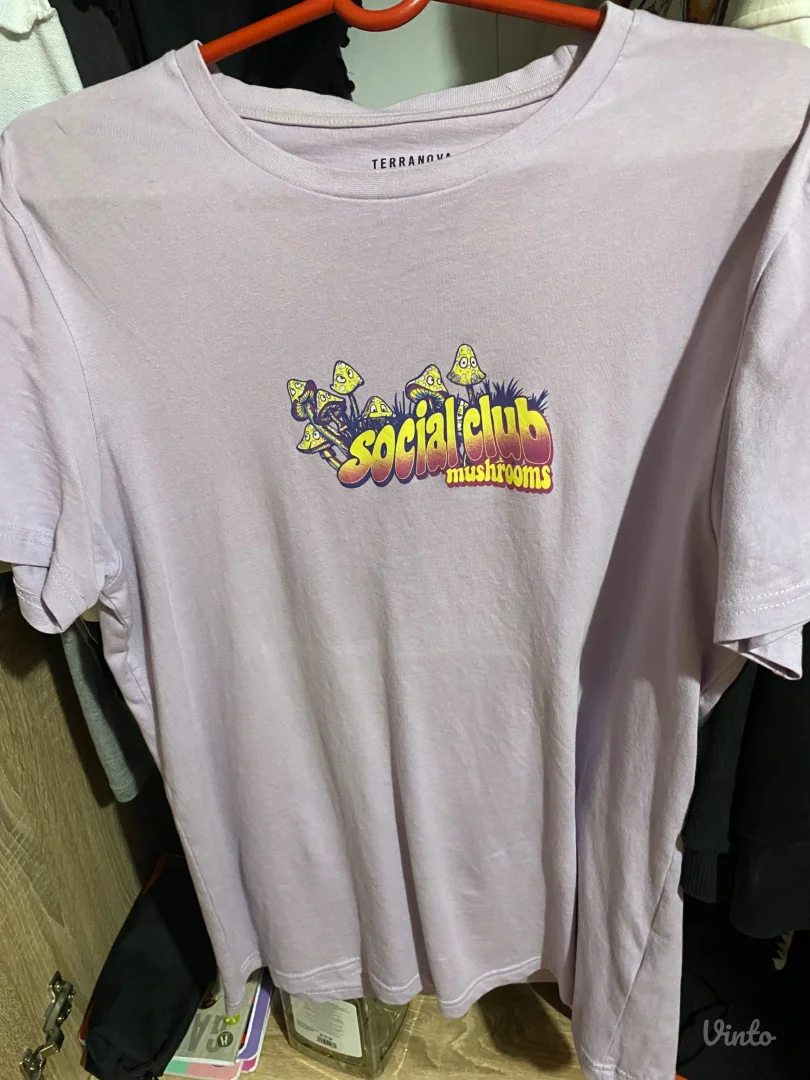 TERRANOVA
social club
mushrooms
Vinto